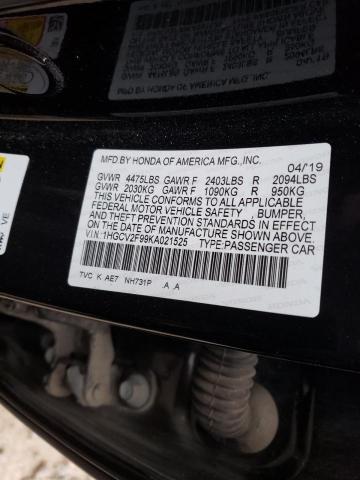 MFD.BY HONDA OF AMERICA MFG.,INC. 04/19
GVWR 4475LBS GAWR F 2403LBS R 2094LBS
GVWR 2030KG GAWR F 1090KG R 950KG
THIS VEHICLE CONFORMS TO ALL APPLICABLE
FEDERAL MOTOR VEHICLE SAFETY , BUMPER,
AND THEFT PREVENTION STANDARDS IN EFFECT
ON THE DATE OF MANUFACTURE SHOWN ABOVE.
V.I.N.:1HGCV2F99KA021525 TYPE:PASSENGER CAR
TVC K AE7 NH731P .A .A